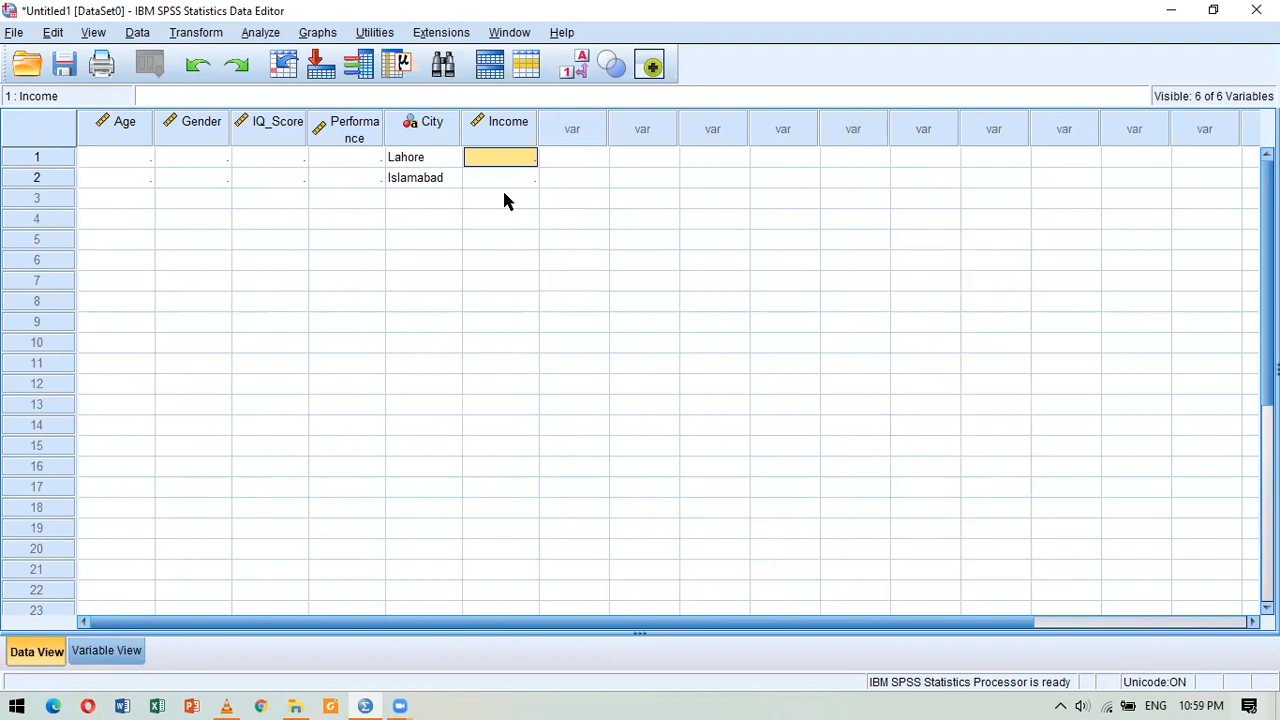 *Untitled1 [DataSet0] - IBM SPSS Statistics Data Editor
File Edit View Data Transform Analyze Graphs Utilities Extensions Window Help
1 : Income Visible: 6 of 6 Variables
Age Gender IQ_Score Performa City Income var var var var var var var var var var
nce
1 . . . . Lahore .
2 . . . . Islamabad .
3
4
5
6
7
8
9
10
11
12
13
14
15
16
17
18
19
20
21
22
23
Data View Variable View
IBM SPSS Statistics Processor is ready Unicode:ON
ENG 10:59 PM